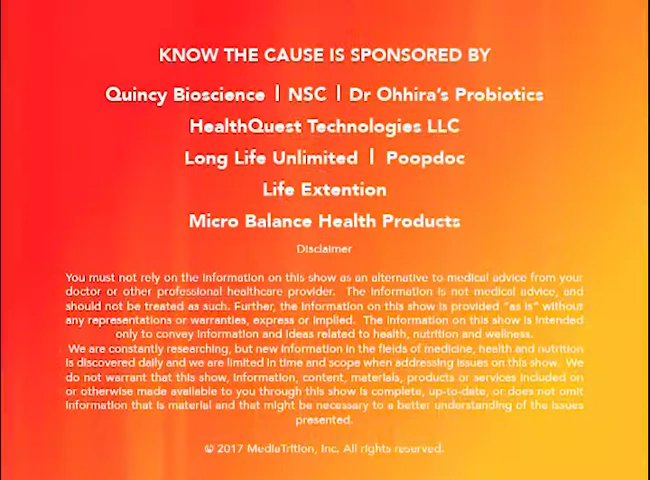 KNOW THE CAUSE IS SPONSORED BY
Quincy Bioscience | NSC | Dr Ohhira's Probiotics
HealthQuest Technologies LLC
Long Life Unlimited | Poopdoc
Life Extention
Micro Balance Health Products
Disclaimer
You must not rely on the information on this show as an alternative to medical advice from your
doctor or other professional healthcare provider. The information is not medical advice, and
should not be treated as such. Further, the information on this show is provided "as is" without
any representations or warranties, express or implied. The information on this show is intended
only to convey information and ideas related to health, nutrition and wellness.
We are constantly researching, but new information in the fields of medicine, health and nutrition
is discovered daily and we are limited in time and scope when addressing issues on this show. We
do not warrant that this show, information, content, materials, products or services included on
or otherwise made available to you through this show is complete, up-to-date, or does not omit
information that is material and that might be necessary to a better understanding of the issues
presented.
© 2017 MediaTrition, Inc. All rights reserved.